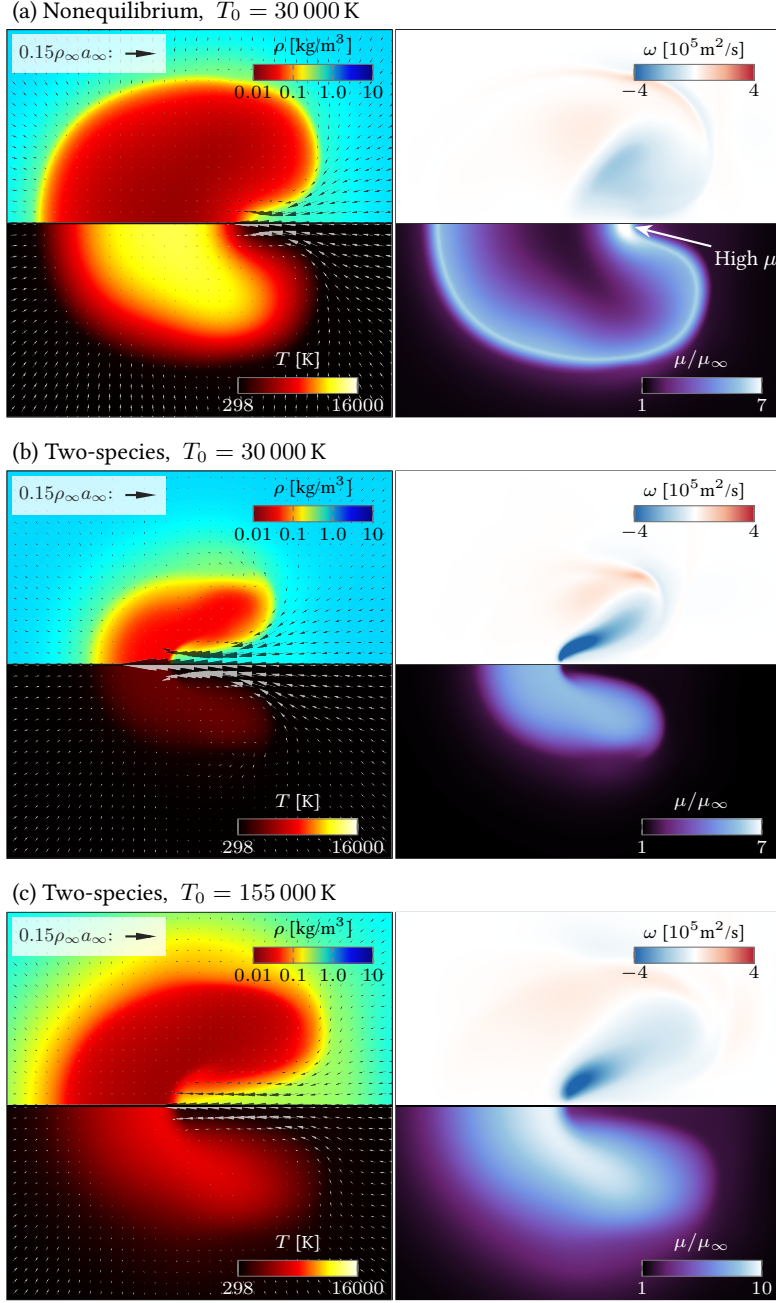 (a) Nonequilibrium, T₀ = 30 000 K
0.15ρ∞a∞:
ρ [kg/m³]
0.01 0.1 1.0 10
ω [10⁵m²/s]
−4 4
High μ
T [K]
298 16000
μ/μ∞
1 7
(b) Two-species, T₀ = 30 000 K
0.15ρ∞a∞:
ρ [kg/m³]
0.01 0.1 1.0 10
ω [10⁵m²/s]
−4 4
T [K]
298 16000
μ/μ∞
1 7
(c) Two-species, T₀ = 155 000 K
0.15ρ∞a∞:
ρ [kg/m³]
0.01 0.1 1.0 10
ω [10⁵m²/s]
−4 4
T [K]
298 16000
μ/μ∞
1 10